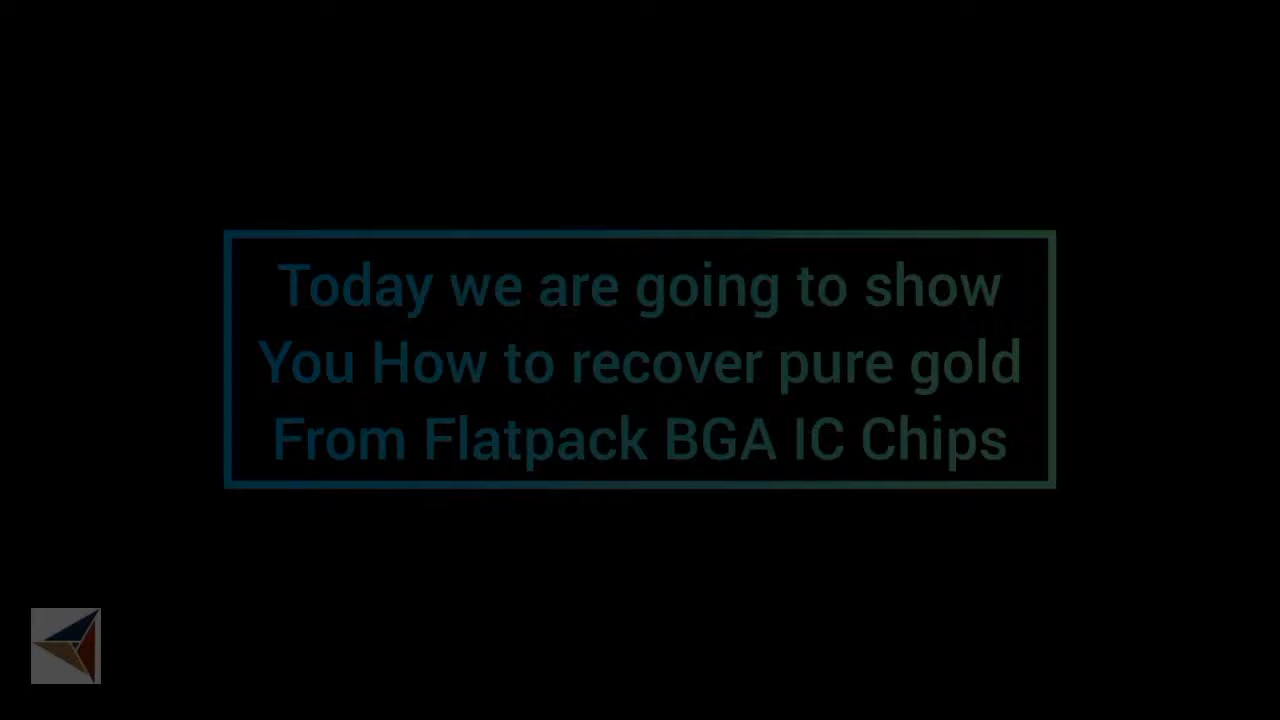 Today we are going to show
You How to recover pure gold
From Flatpack BGA IC Chips